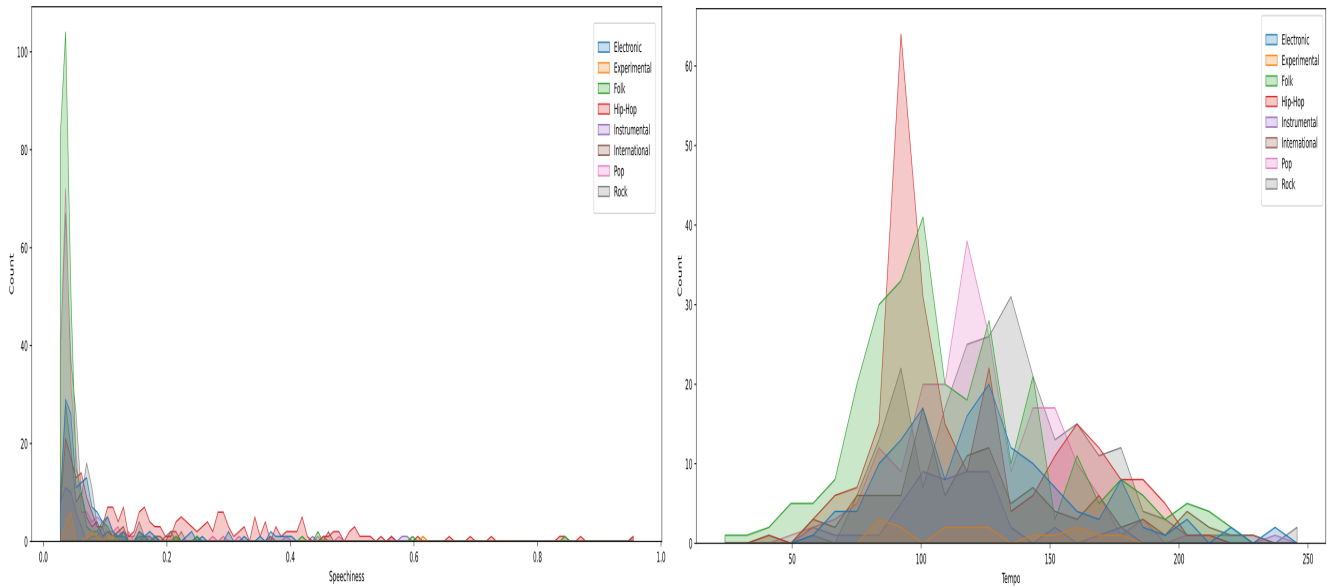 100
80
60
40
20
0
Count
0.0 0.2 0.4 0.6 0.8 1.0
Speechiness
Electronic
Experimental
Folk
Hip-Hop
Instrumental
International
Pop
Rock
60
50
40
30
20
10
0
Count
50 100 150 200 250
Tempo
Electronic
Experimental
Folk
Hip-Hop
Instrumental
International
Pop
Rock